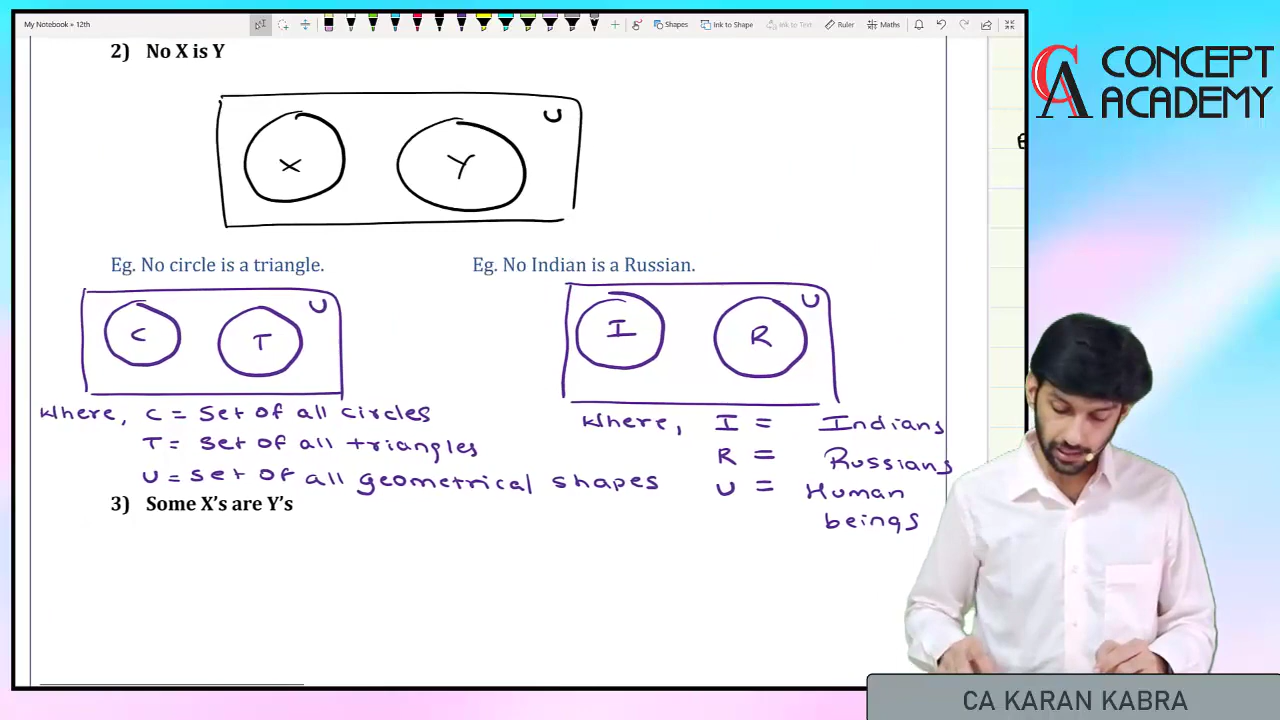 My Notebook » 12th
Shapes
Ink to Shape
Ink to Text
Ruler
Maths
CONCEPT
ACADEMY
CA
2) No X is Y
U
X
Y
Eg. No circle is a triangle.
Eg. No Indian is a Russian.
U
C
T
U
I
R
Where, C = Set of all circles
T = Set of all triangles
U = Set of all geometrical shapes
Where, I = Indians
R = Russians
U = Human
beings
3) Some X's are Y's
CA KARAN KABRA